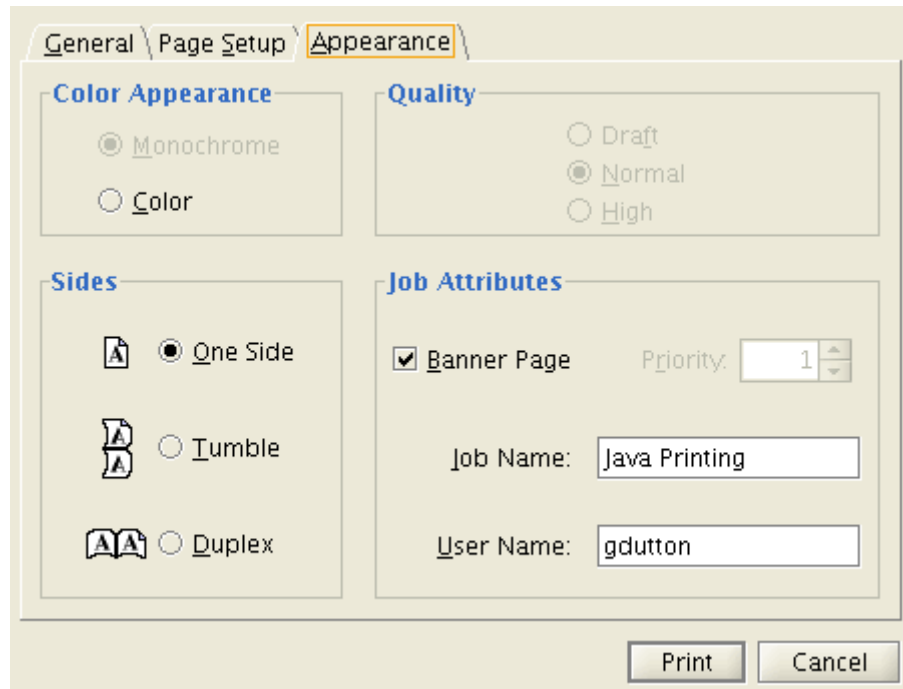 General Page Setup Appearance
Color Appearance
Monochrome
Color
Quality
Draft
Normal
High
Sides
A One Side
A
A Tumble
A A Duplex
Job Attributes
Banner Page Priority: 1
Job Name: Java Printing
User Name: gdutton
Print Cancel